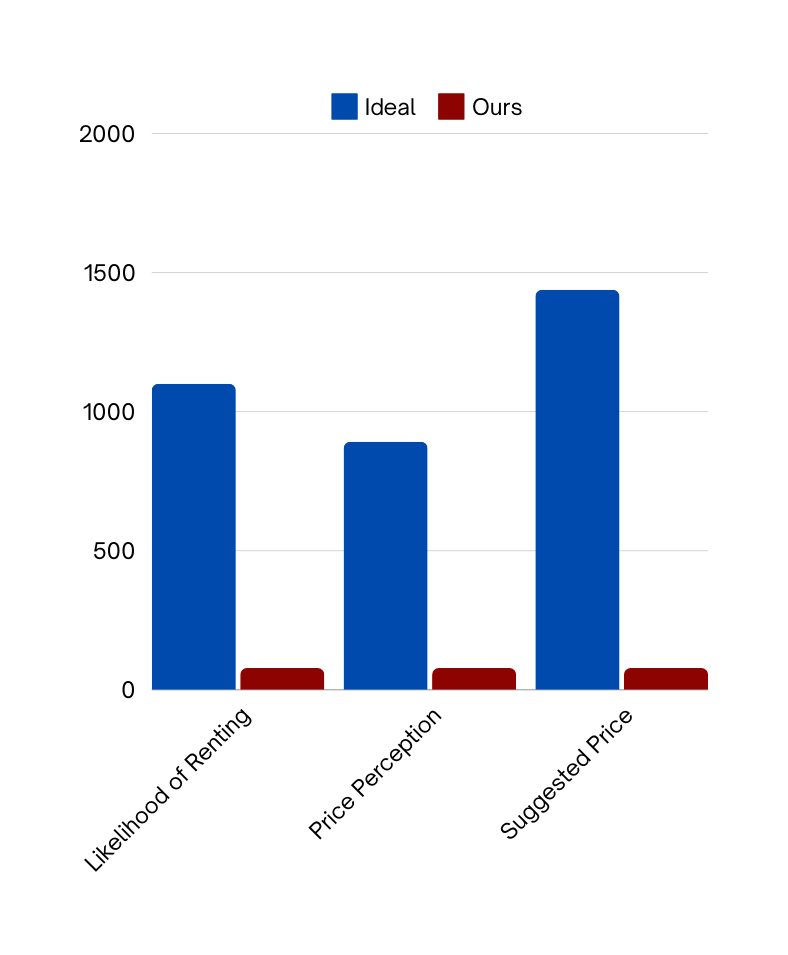 Ideal Ours
2000
1500
1000
500
0
Likelihood of Renting
Price Perception
Suggested Price